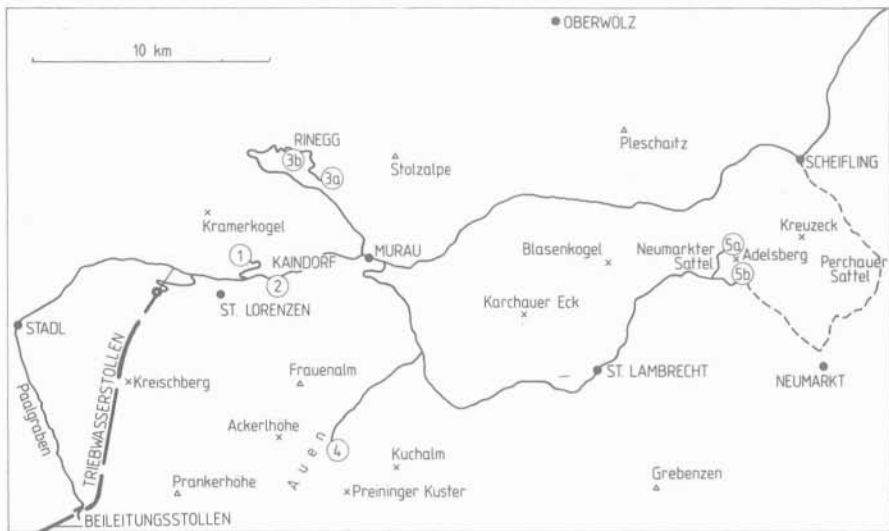 OBERWÖLZ
10 km
RINEGG
3b
3a
Stolzalpe
Pleschaitz
SCHEIFLING
Kramerkogel
1
KAINDORF
2
MURAU
Blasenkogel
Neumarkter
Sattel
5a
Adelsberg
5b
Kreuzeck
Perchauer
Sattel
ST. LORENZEN
Karchauer Eck
STADL
Paalgraben
TRIEBWASSERSTOLLEN
Kreischberg
Frauenalm
ST. LAMBRECHT
NEUMARKT
Ackerlhöhe
Auen
4
Kuchalm
Prankerhöhe
Preininger Kuster
Grebenzen
BEILEITUNGSSTOLLEN